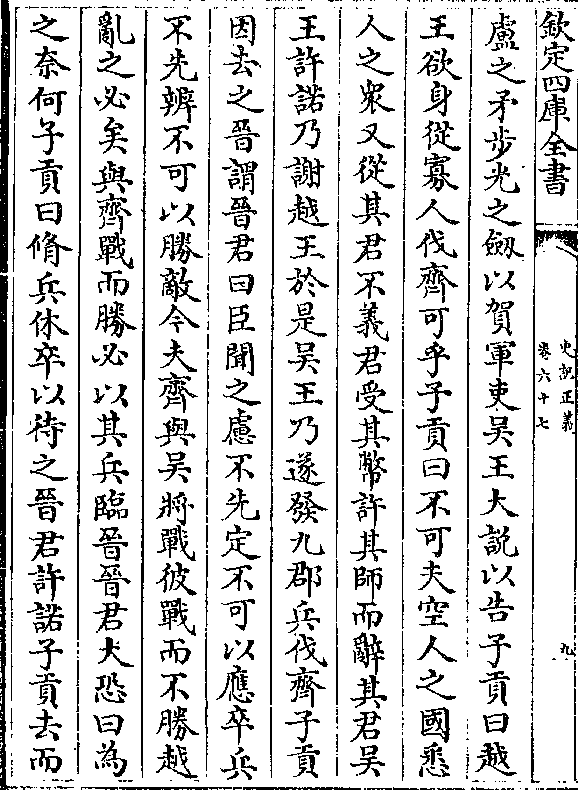 欽定四庫全書
史記正義
卷六十七
九
盧之矛步光之劒以賀軍吏吳王大說以告子貢曰越
王欲身從寡人伐齊可乎子貢曰不可夫空人之國悉
人之衆又從其君不義君受其幣許其師而辭其君吳
王許諾乃謝越王於是吳王乃遂發九郡兵伐齊子貢
因去之晉謂晉君曰臣聞之慮不先定不可以應卒兵
不先辨不可以勝敵今夫齊與吳將戰彼戰而不勝越
亂之必矣與齊戰而勝必以其兵臨晉晉君大恐曰為
之奈何子貢曰脩兵休卒以待之晉君許諾子貢去而